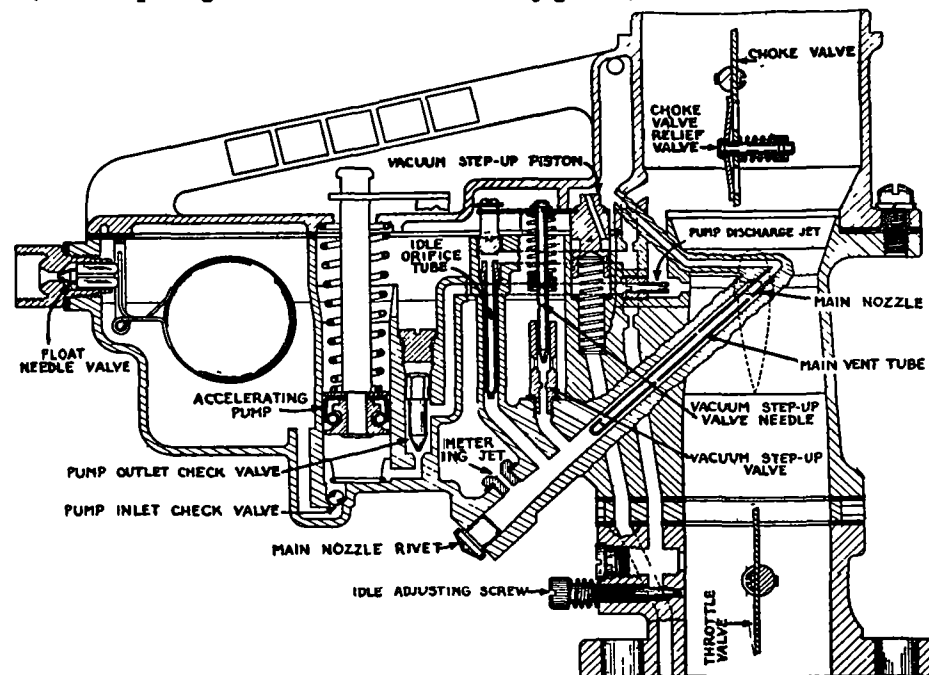 CHOKE VALVE
CHOKE
VALVE
RELIEF
VALVE
VACUUM STEP-UP PISTON
PUMP DISCHARGE JET
IDLE
ORIFICE
TUBE
MAIN NOZZLE
FLOAT
NEEDLE VALVE
MAIN VENT TUBE
ACCELERATING
PUMP
VACUUM STEP-UP
VALVE NEEDLE
METER
ING JET
VACUUM STEP-UP
VALVE
PUMP OUTLET CHECK VALVE
PUMP INLET CHECK VALVE
MAIN NOZZLE RIVET
IDLE ADJUSTING SCREW
THROTTLE
VALVE